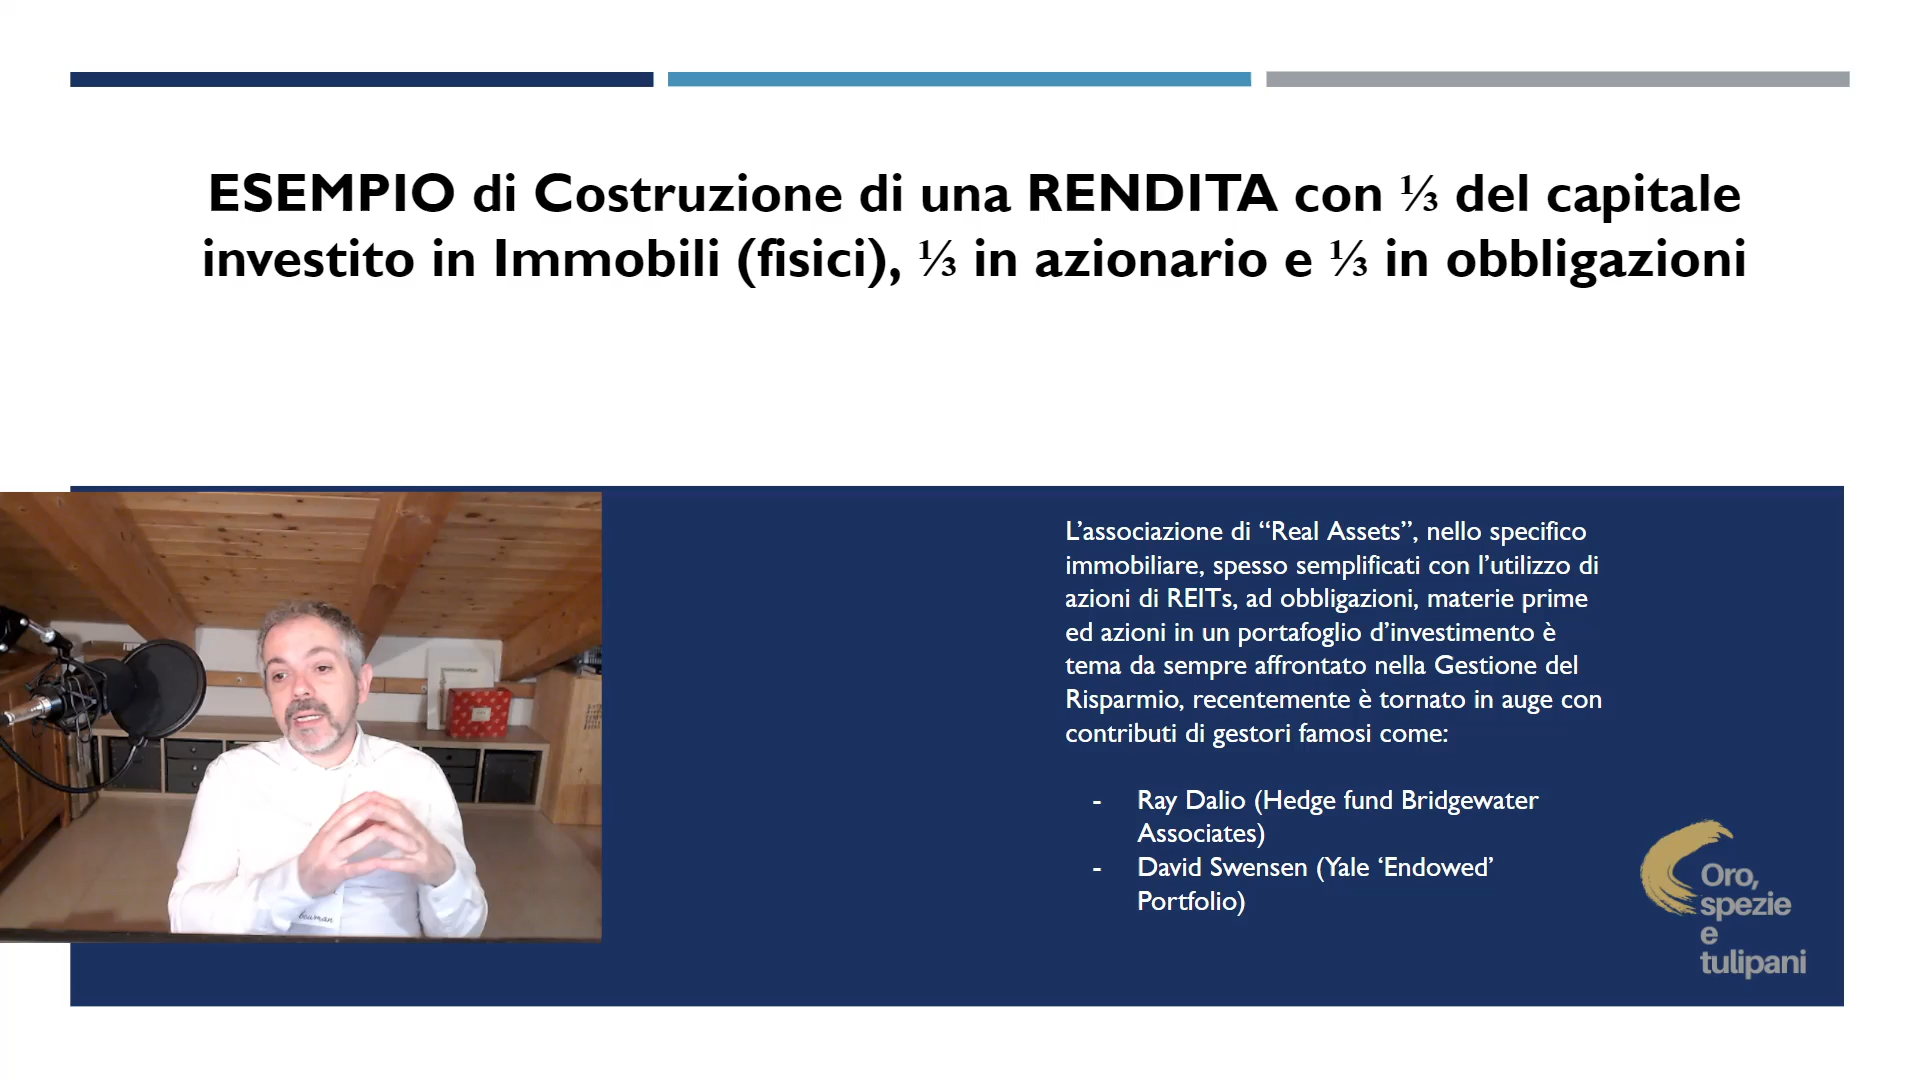 ESEMPIO di Costruzione di una RENDITA con ⅓ del capitale
investito in Immobili (fisici), ⅓ in azionario e ⅓ in obbligazioni
L’associazione di “Real Assets”, nello specifico
immobiliare, spesso semplificati con l’utilizzo di
azioni di REITs, ad obbligazioni, materie prime
ed azioni in un portafoglio d’investimento è
tema da sempre affrontato nella Gestione del
Risparmio, recentemente è tornato in auge con
contributi di gestori famosi come:
- Ray Dalio (Hedge fund Bridgewater
Associates)
- David Swensen (Yale ‘Endowed’
Portfolio)
Oro,
spezie
e
tulipani